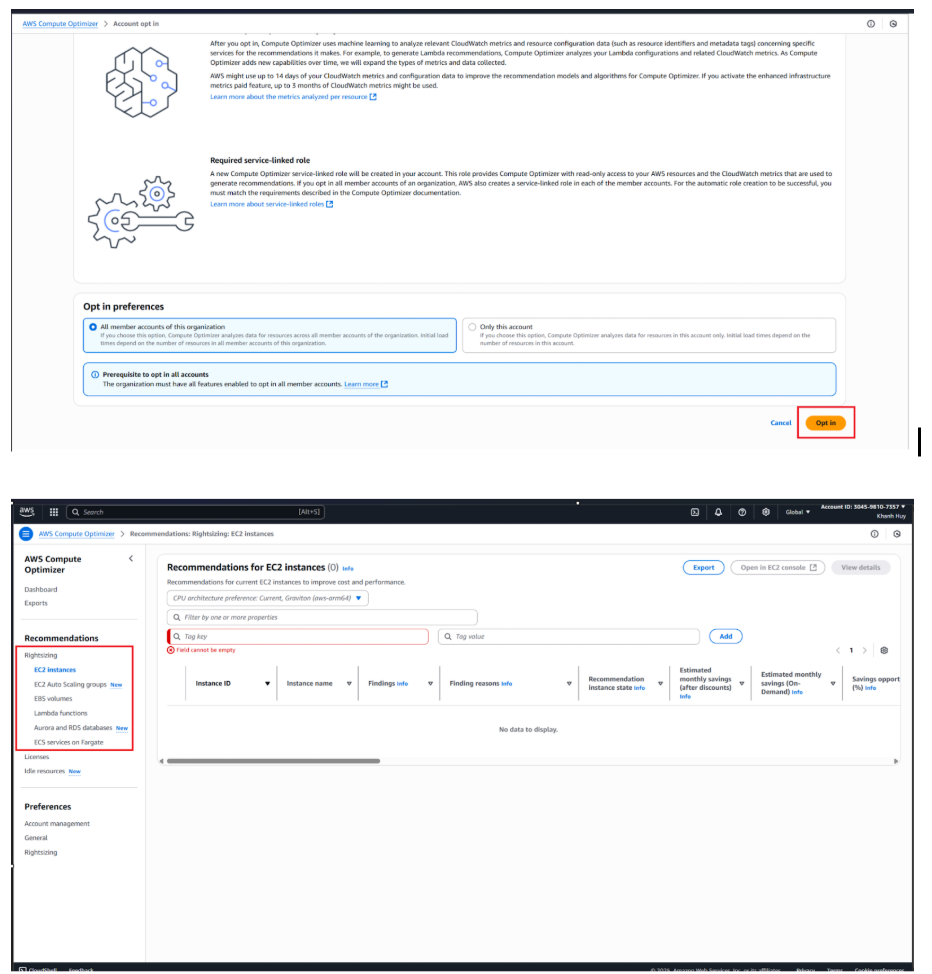 AWS Compute Optimizer > Account opt in
After you opt in, Compute Optimizer uses machine learning to analyze relevant CloudWatch metrics and resource configuration data (such as resource identifiers and metadata tags) concerning specific
services for the recommendations it makes. For example, to generate Lambda recommendations, Compute Optimizer analyzes your Lambda configurations and related CloudWatch metrics. As Compute
Optimizer adds new capabilities over time, we will expand the types of metrics and data collected.
AWS might use up to 14 days of your CloudWatch metrics and configuration data to improve the recommendation models and algorithms for Compute Optimizer. If you activate the enhanced infrastructure
metrics paid feature, up to 3 months of CloudWatch metrics might be used.
Learn more about the metrics analyzed per resource
Required service-linked role
A new Compute Optimizer service-linked role will be created in your account. This role provides Compute Optimizer with read-only access to your AWS resources and the CloudWatch metrics that are used to
generate recommendations. If you opt in all member accounts of an organization, AWS also creates a service-linked role in each of the member accounts. For the automatic role creation to be successful, you
must match the requirements described in the Compute Optimizer documentation.
Learn more about service-linked roles
Opt in preferences
All member accounts of this organization
If you choose this option, Compute Optimizer analyzes data for resources across all member accounts of the organization. Initial load
times depend on the number of resources in all member accounts of this organization.
Only this account
If you choose this option, Compute Optimizer analyzes data for resources in this account only. Initial load times depend on the
number of resources in this account.
Prerequisite to opt in all accounts
The organization must have all features enabled to opt in all member accounts. Learn more
Cancel Opt in
aws Search [Alt+S] Global Account ID: 3045-9810-7357
Khanh Huy
AWS Compute Optimizer > Recommendations: Rightsizing: EC2 instances
AWS Compute
Optimizer
Dashboard
Exports
Recommendations
Rightsizing
EC2 instances
EC2 Auto Scaling groups New
EBS volumes
Lambda functions
Aurora and RDS databases New
ECS services on Fargate
Licenses
Idle resources New
Preferences
Account management
General
Rightsizing
Recommendations for EC2 instances (0) Info
Export Open in EC2 console View details
Recommendations for current EC2 instances to improve cost and performance.
CPU architecture preference: Current, Graviton (aws-arm64)
Filter by one or more properties
Tag key Tag value Add
Field cannot be empty
1
Instance ID Instance name Findings Info Finding reasons Info
Recommendation
instance state Info
Estimated
monthly savings
(after discounts)
Info
Estimated monthly
savings (On-
Demand) Info
Savings opport
(%) Info
No data to display.
CloudShell Feedback © 2026, Amazon Web Services, Inc. or its affiliates. Privacy Terms Cookie preferences